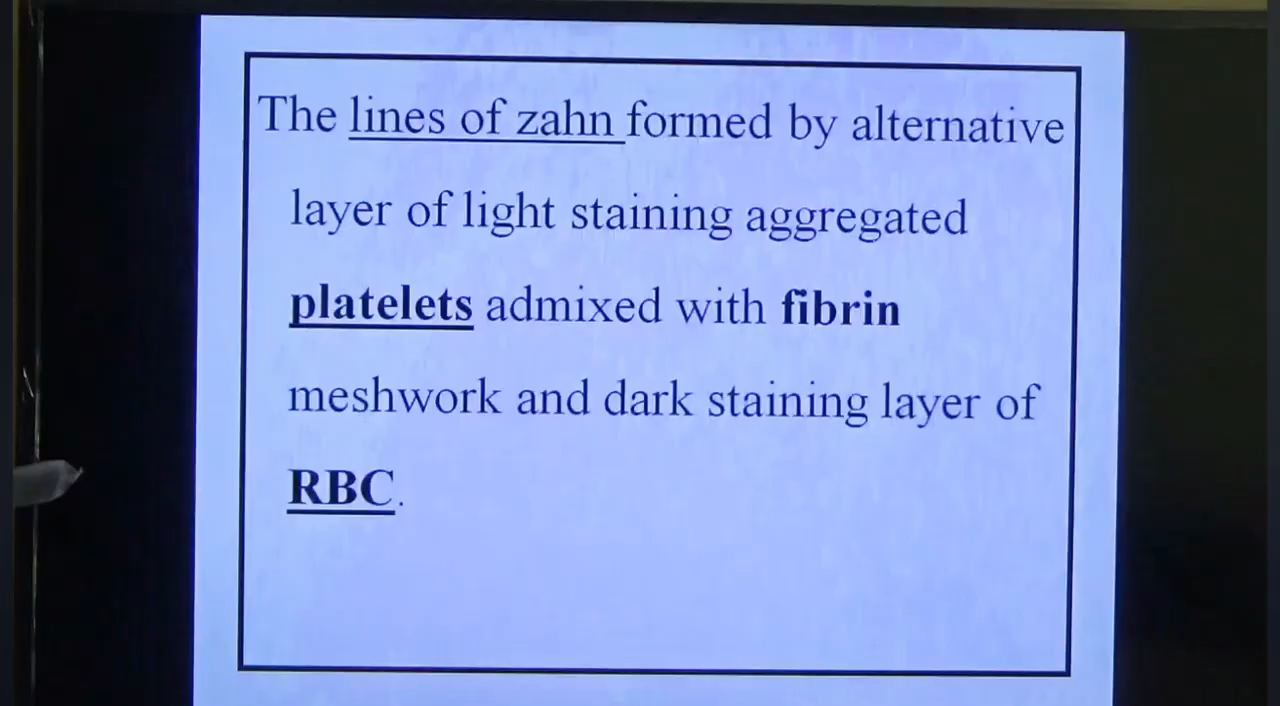 The lines of zahn formed by alternative
layer of light staining aggregated
platelets admixed with fibrin
meshwork and dark staining layer of
RBC.